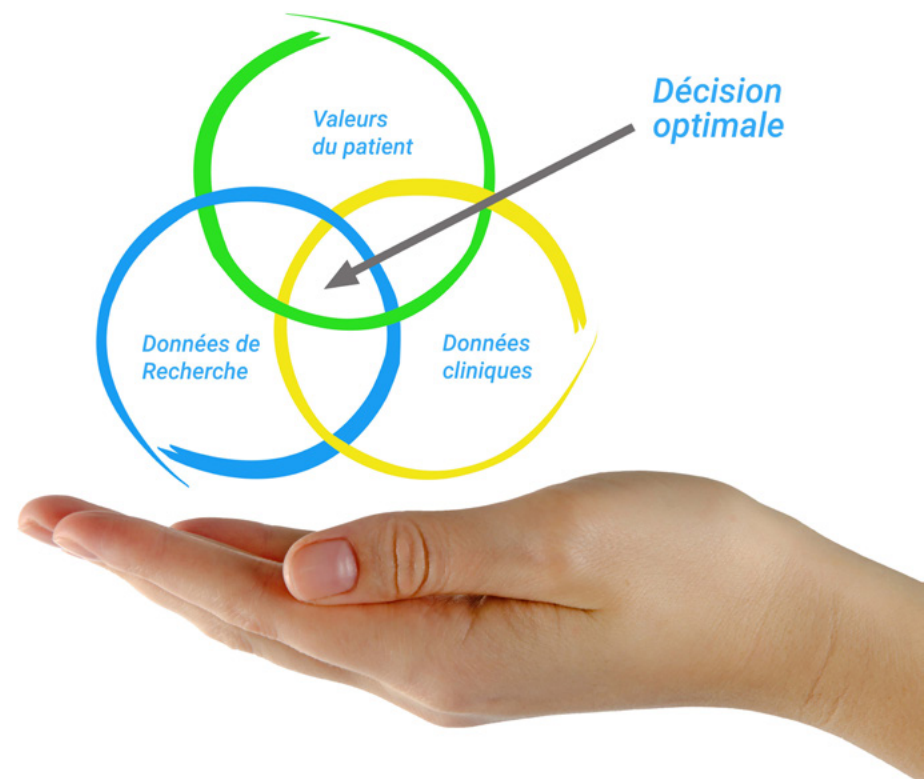 Décision
optimale
Valeurs
du patient
Données de
Recherche
Données
cliniques